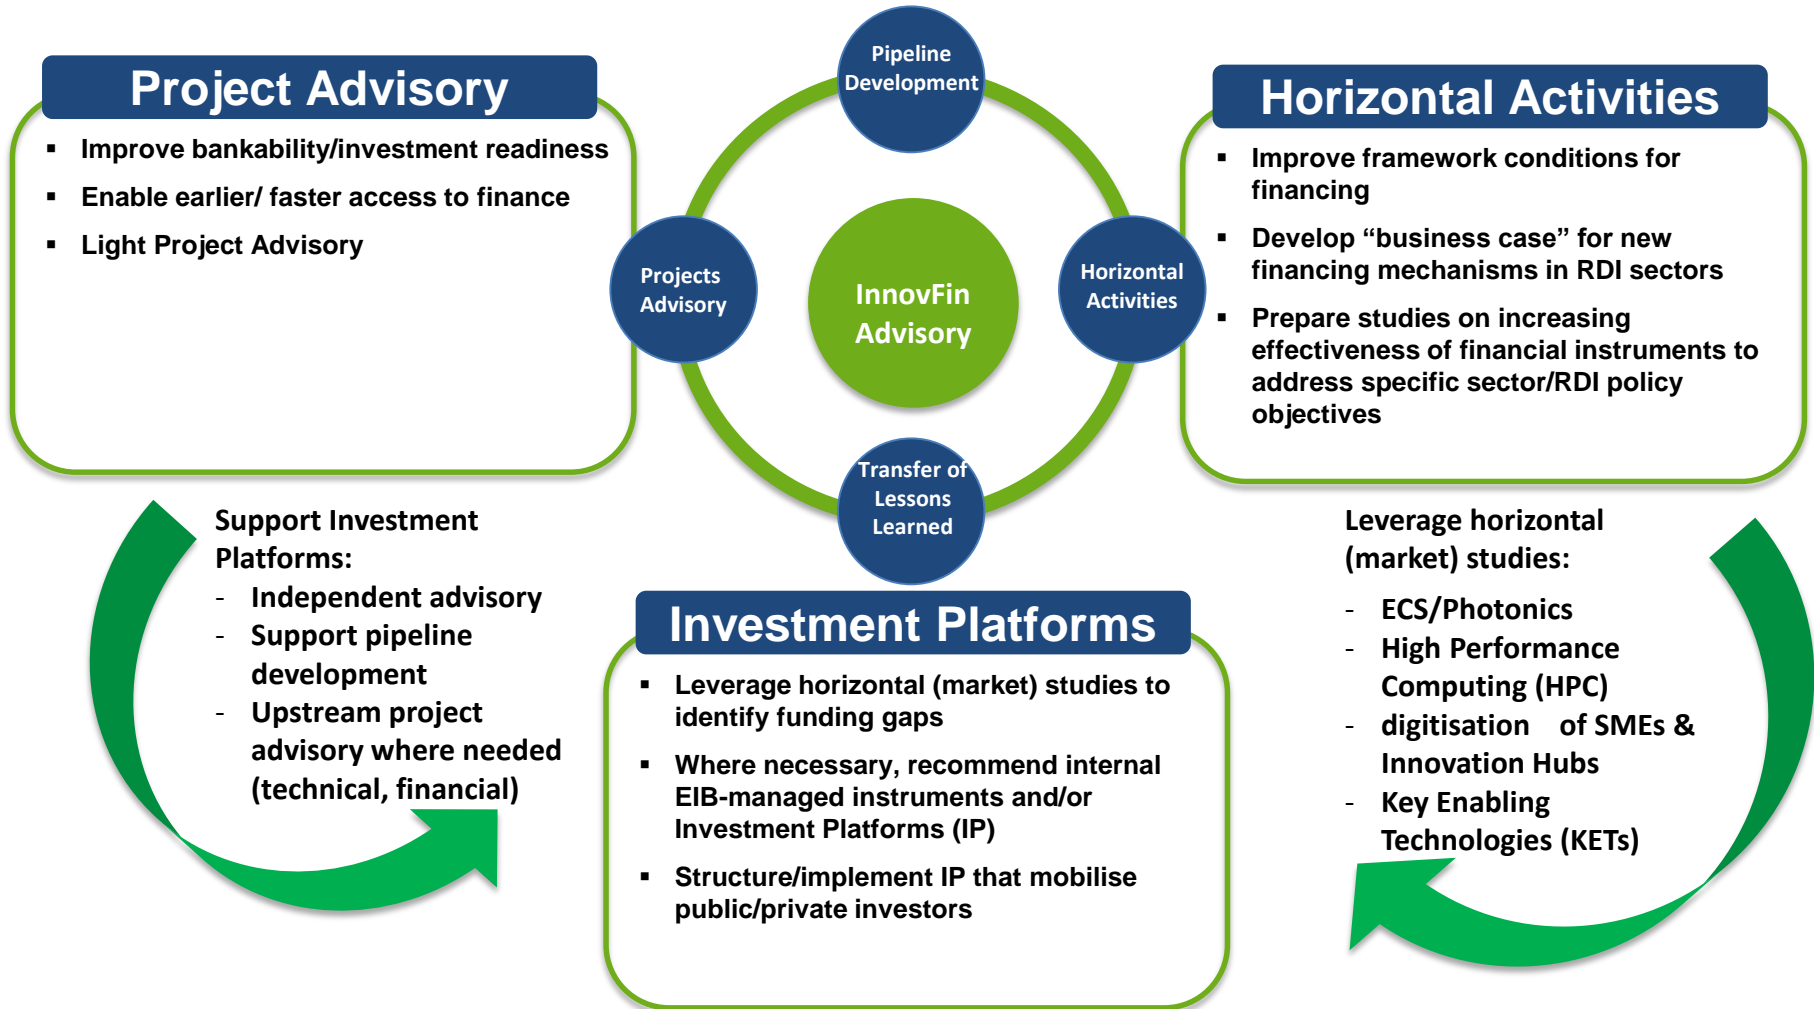 Project Advisory
▪ Improve bankability/investment readiness
▪ Enable earlier/ faster access to finance
▪ Light Project Advisory
Pipeline
Development
Projects
Advisory
InnovFin
Advisory
Horizontal
Activities
Transfer of
Lessons
Learned
Horizontal Activities
▪ Improve framework conditions for
financing
▪ Develop “business case” for new
financing mechanisms in RDI sectors
▪ Prepare studies on increasing
effectiveness of financial instruments to
address specific sector/RDI policy
objectives
Support Investment
Platforms:
- Independent advisory
- Support pipeline
development
- Upstream project
advisory where needed
(technical, financial)
Investment Platforms
▪ Leverage horizontal (market) studies to
identify funding gaps
▪ Where necessary, recommend internal
EIB-managed instruments and/or
Investment Platforms (IP)
▪ Structure/implement IP that mobilise
public/private investors
Leverage horizontal
(market) studies:
- ECS/Photonics
- High Performance
Computing (HPC)
- digitisation of SMEs &
Innovation Hubs
- Key Enabling
Technologies (KETs)